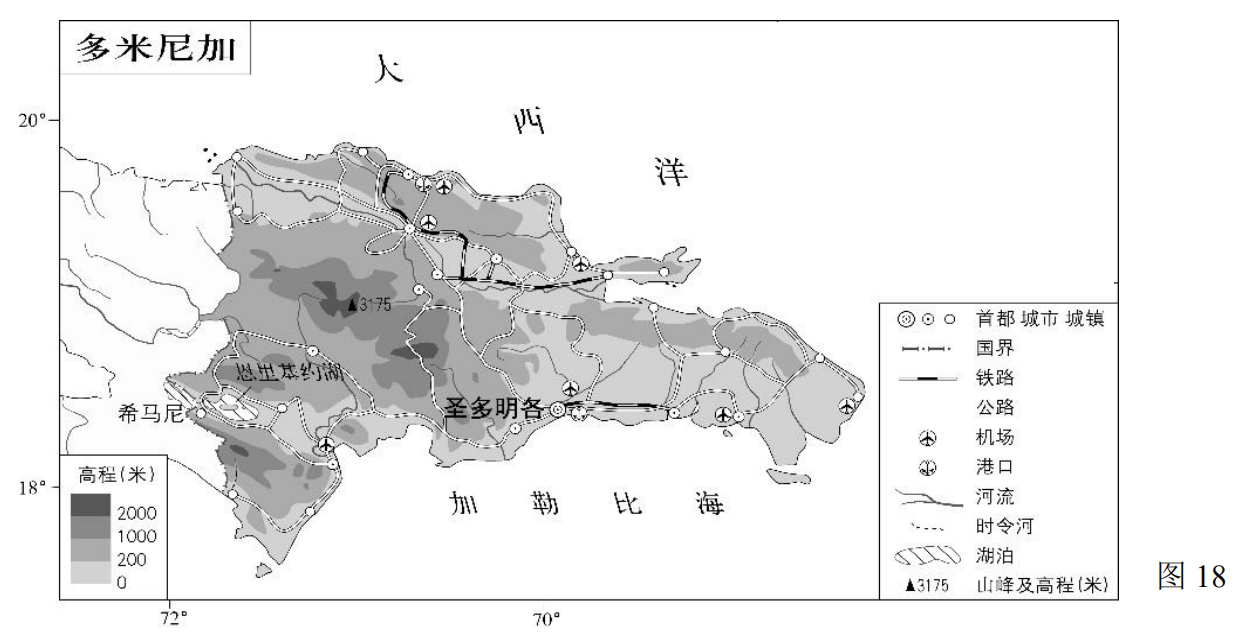 多米尼加
大
西
洋
20°
▲3175
恩里基约湖
希马尼
圣多明各
18°
加勒比海
72°
70°
高程(米)
2000
1000
200
0
首都 城市 城镇
国界
铁路
公路
机场
港口
河流
时令河
湖泊
▲3175 山峰及高程(米)
图 18